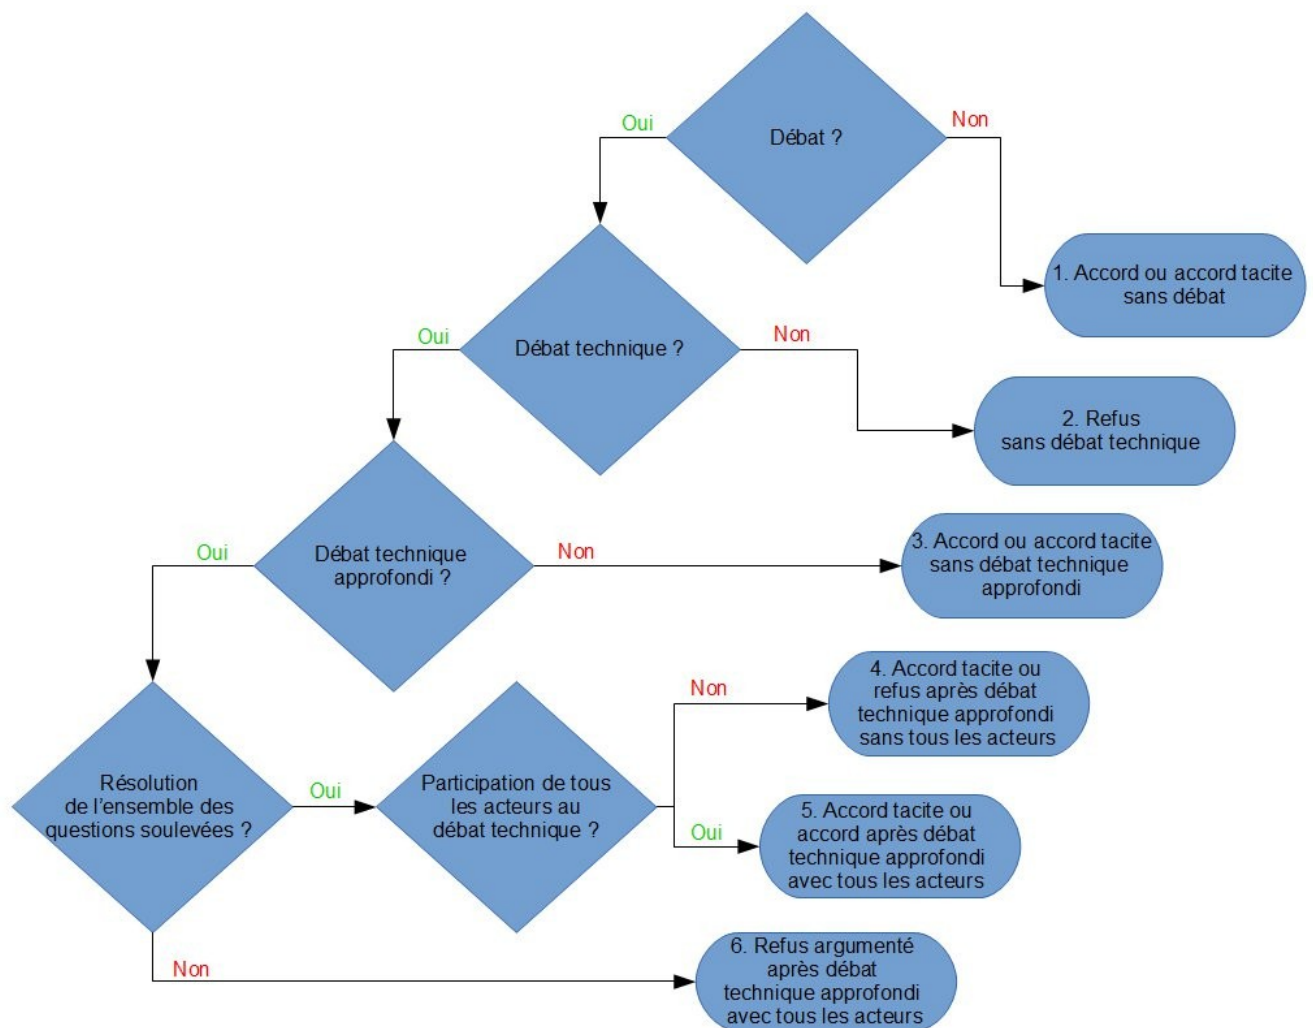 Oui
Débat ?
Non
1. Accord ou accord tacite
sans débat
Oui
Débat technique ?
Non
2. Refus
sans débat technique
Oui
Débat technique
approfondi ?
Non
3. Accord ou accord tacite
sans débat technique
approfondi
Résolution
de l'ensemble des
questions soulevées ?
Oui
Participation de tous
les acteurs au
débat technique ?
Non
4. Accord tacite ou
refus après débat
technique approfondi
sans tous les acteurs
Oui
5. Accord tacite ou
accord après débat
technique approfondi
avec tous les acteurs
Non
6. Refus argumenté
après débat
technique approfondi
avec tous les acteurs